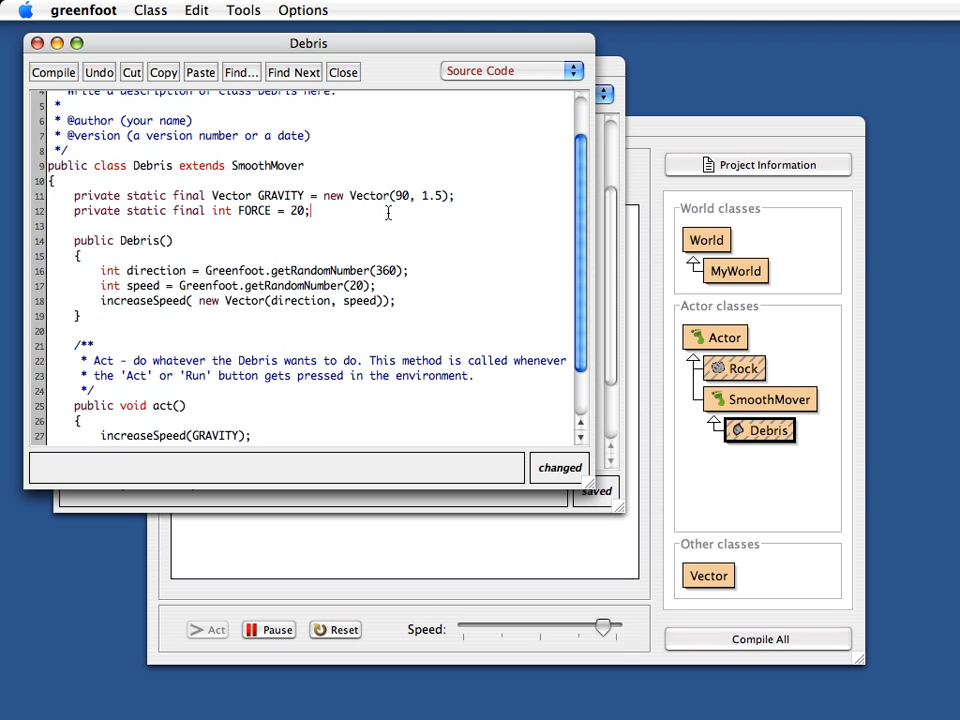 greenfoot Class Edit Tools Options
Debris
Compile Undo Cut Copy Paste Find... Find Next Close Source Code
4 * Write a description of class Debris here.
5 *
6 * @author (your name)
7 * @version (a version number or a date)
8 */
9 public class Debris extends SmoothMover
10 {
11 private static final Vector GRAVITY = new Vector(90, 1.5);
12 private static final int FORCE = 20;
13
14 public Debris()
15 {
16 int direction = Greenfoot.getRandomNumber(360);
17 int speed = Greenfoot.getRandomNumber(20);
18 increaseSpeed( new Vector(direction, speed));
19 }
20
21 /**
22 * Act - do whatever the Debris wants to do. This method is called whenever
23 * the 'Act' or 'Run' button gets pressed in the environment.
24 */
25 public void act()
26 {
27 increaseSpeed(GRAVITY);
changed
saved
Project Information
World classes
World
MyWorld
Actor classes
Actor
Rock
SmoothMover
Debris
Other classes
Vector
Act Pause Reset Speed:
Compile All